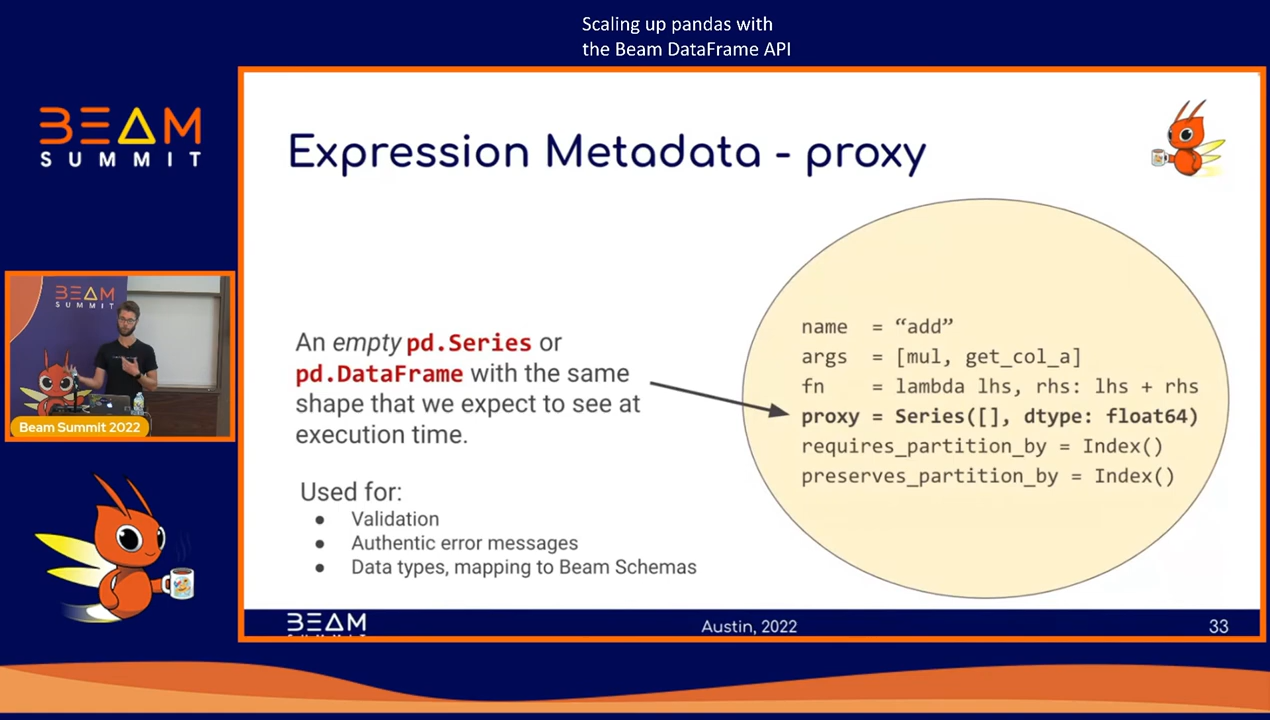 Scaling up pandas with
the Beam DataFrame API
BEAM
SUMMIT
Expression Metadata - proxy
BEAM
SUMMIT
Beam Summit 2022
An empty pd.Series or
pd.DataFrame with the same
shape that we expect to see at
execution time.
Used for:
● Validation
● Authentic error messages
● Data types, mapping to Beam Schemas
name = “add”
args = [mul, get_col_a]
fn = lambda lhs, rhs: lhs + rhs
proxy = Series([], dtype: float64)
requires_partition_by = Index()
preserves_partition_by = Index()
BEAM
Austin, 2022
33